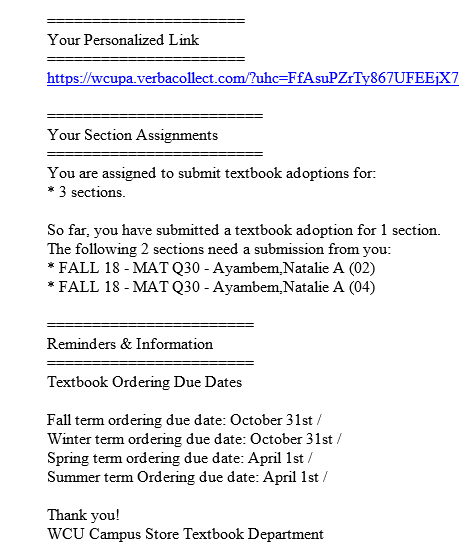 ======================
Your Personalized Link
======================
https://wcupa.verbacollect.com/?uhc=FfAsuPZrTy867UFEEjX7
========================
Your Section Assignments
========================
You are assigned to submit textbook adoptions for:
* 3 sections.
So far, you have submitted a textbook adoption for 1 section.
The following 2 sections need a submission from you:
* FALL 18 - MAT Q30 - Ayambem,Natalie A (02)
* FALL 18 - MAT Q30 - Ayambem,Natalie A (04)
=======================
Reminders & Information
=======================
Textbook Ordering Due Dates
Fall term ordering due date: October 31st /
Winter term ordering due date: October 31st /
Spring term ordering due date: April 1st /
Summer term Ordering due date: April 1st /
Thank you!
WCU Campus Store Textbook Department